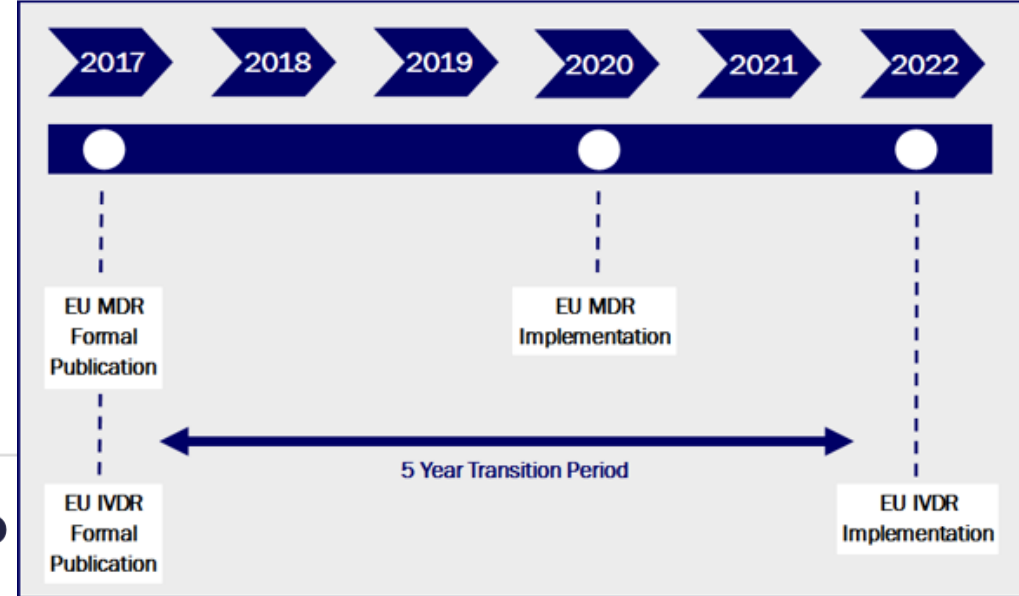 2017 2018 2019 2020 2021 2022
EU MDR
Formal
Publication
EU MDR
Implementation
5 Year Transition Period
EU IVDR
Formal
Publication
EU IVDR
Implementation